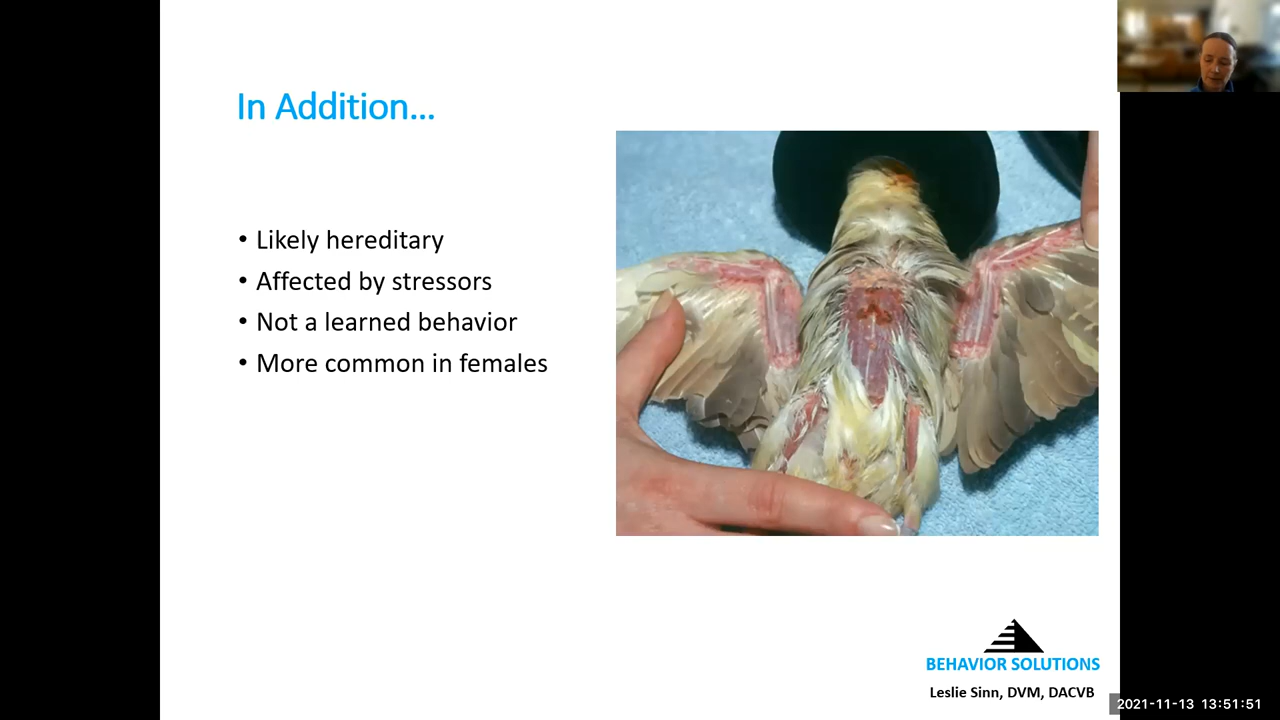 In Addition...
• Likely hereditary
• Affected by stressors
• Not a learned behavior
• More common in females
BEHAVIOR SOLUTIONS
Leslie Sinn, DVM, DACVB
2021-11-13 13:51:51